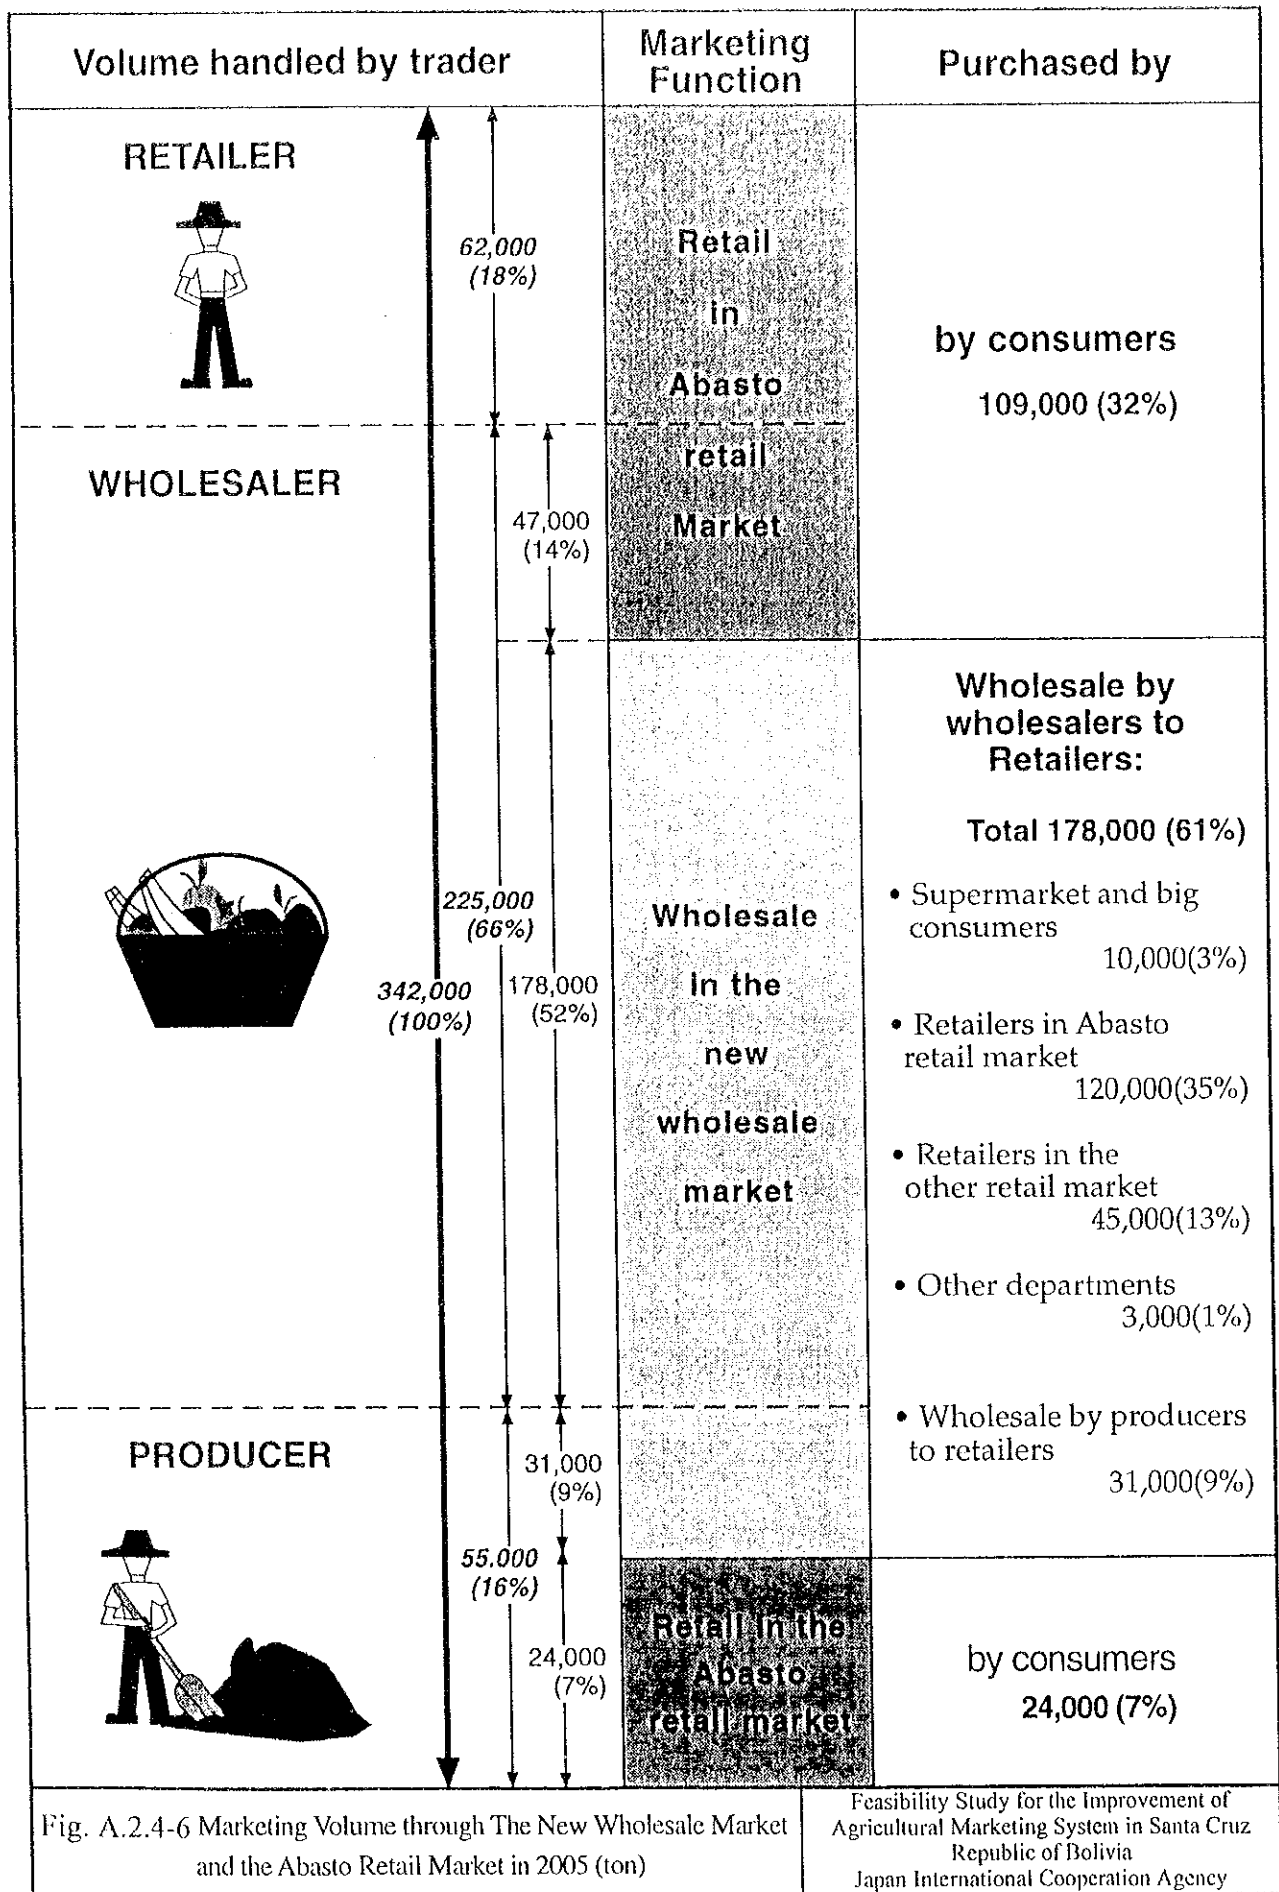 Volume handled by trader
Marketing
Function
Purchased by
RETAILER
62,000
(18%)
Retail
in
Abasto
retail
Market
by consumers
109,000 (32%)
WHOLESALER
47,000
(14%)
225,000
(66%)
342,000
(100%)
178,000
(52%)
Wholesale
In the
new
wholesale
market
Wholesale by
wholesalers to
Retailers:
Total 178,000 (61%)
• Supermarket and big
consumers
10,000(3%)
• Retailers in Abasto
retail market
120,000(35%)
• Retailers in the
other retail market
45,000(13%)
• Other departments
3,000(1%)
• Wholesale by producers
to retailers
31,000(9%)
PRODUCER
31,000
(9%)
55.000
(16%)
24,000
(7%)
Retail In the
Abasto
retail market
by consumers
24,000 (7%)
Fig. A.2.4-6 Marketing Volume through The New Wholesale Market
and the Abasto Retail Market in 2005 (ton)
Feasibility Study for the Improvement of
Agricultural Marketing System in Santa Cruz
Republic of Bolivia
Japan International Cooperation Agency